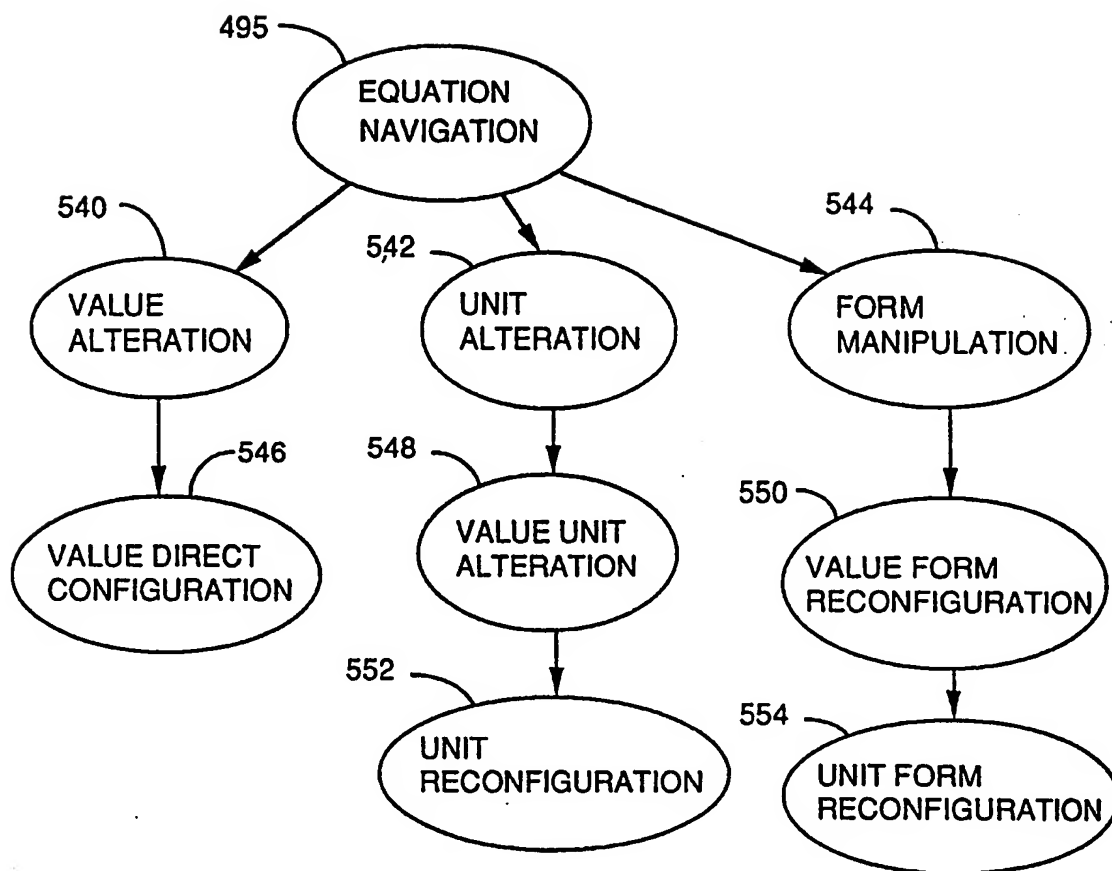 495
EQUATION
NAVIGATION
540
VALUE
ALTERATION
542
UNIT
ALTERATION
544
FORM
MANIPULATION
546
VALUE DIRECT
CONFIGURATION
548
VALUE UNIT
ALTERATION
550
VALUE FORM
RECONFIGURATION
552
UNIT
RECONFIGURATION
554
UNIT FORM
RECONFIGURATION